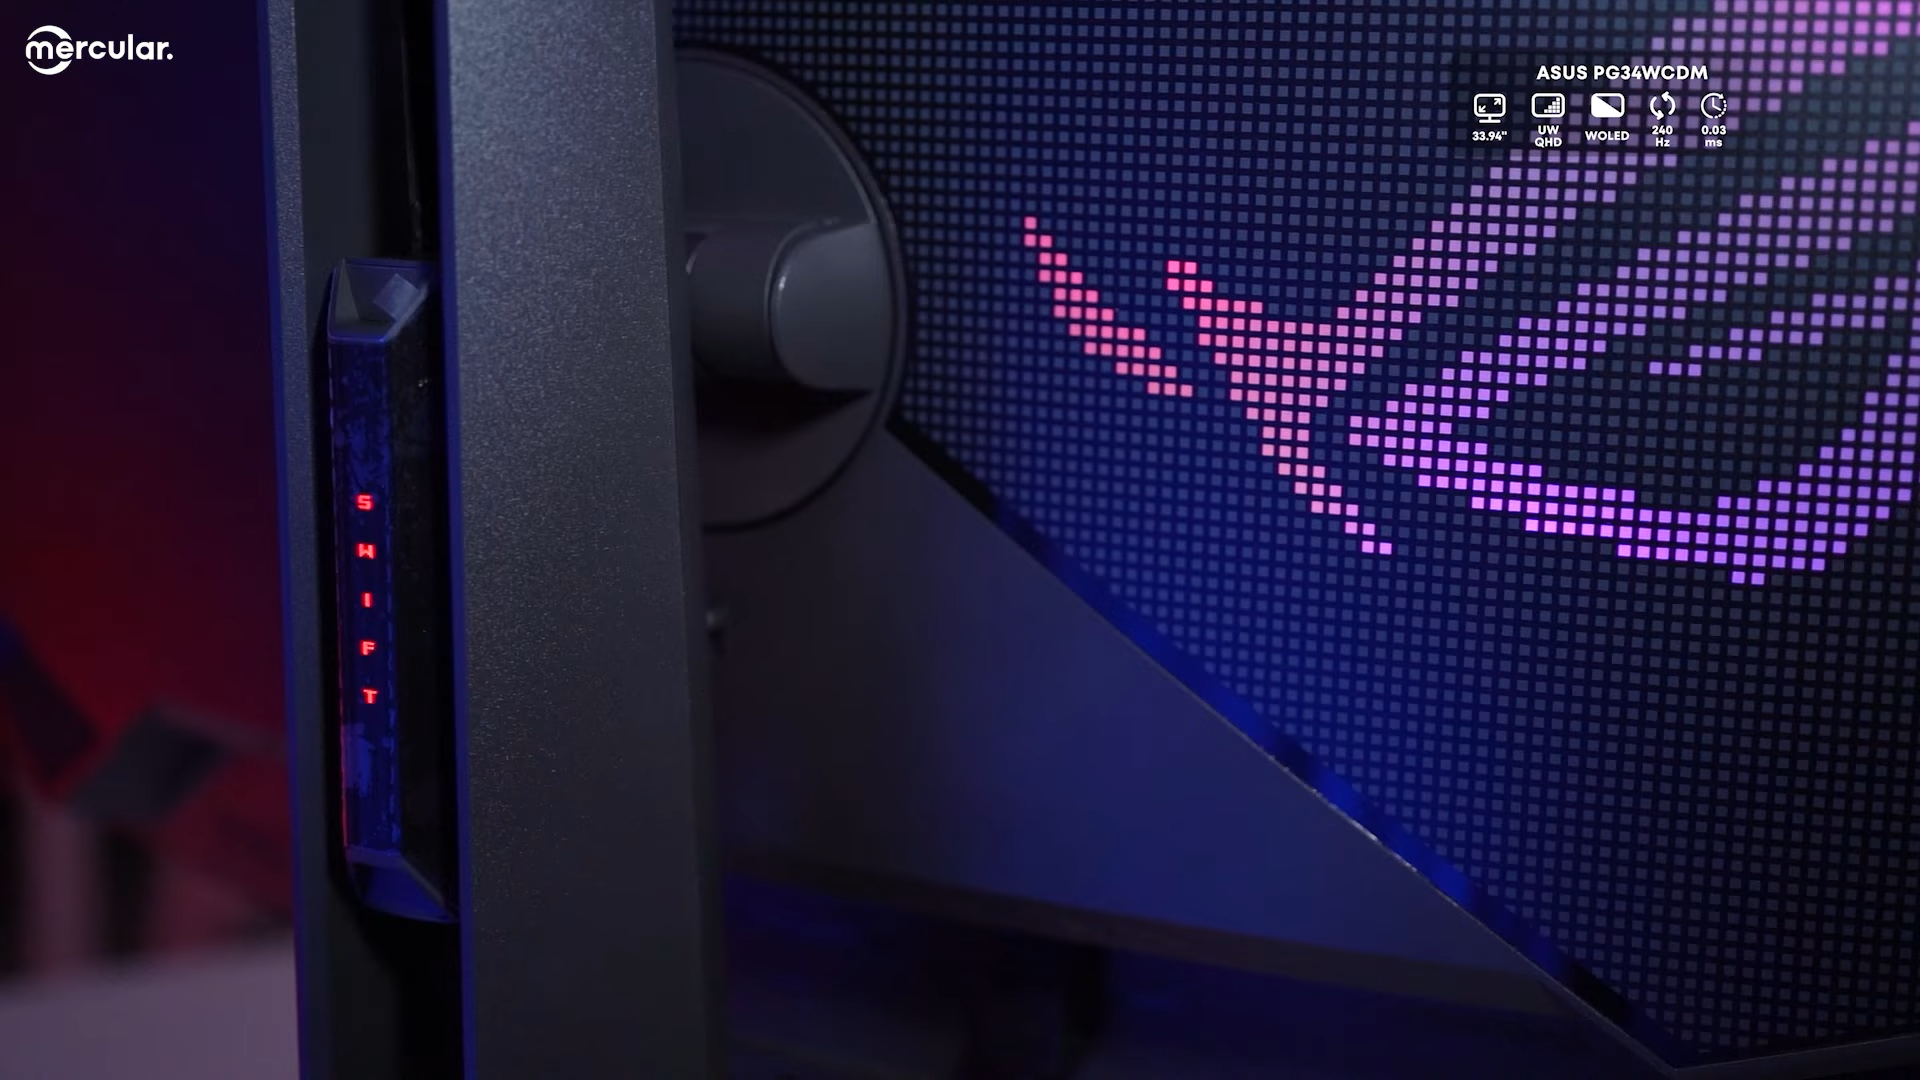 mercular.
ASUS PG34WCDM
33.94"
UW
QHD
WOLED
240
Hz
0.03
ms
S
W
I
F
T